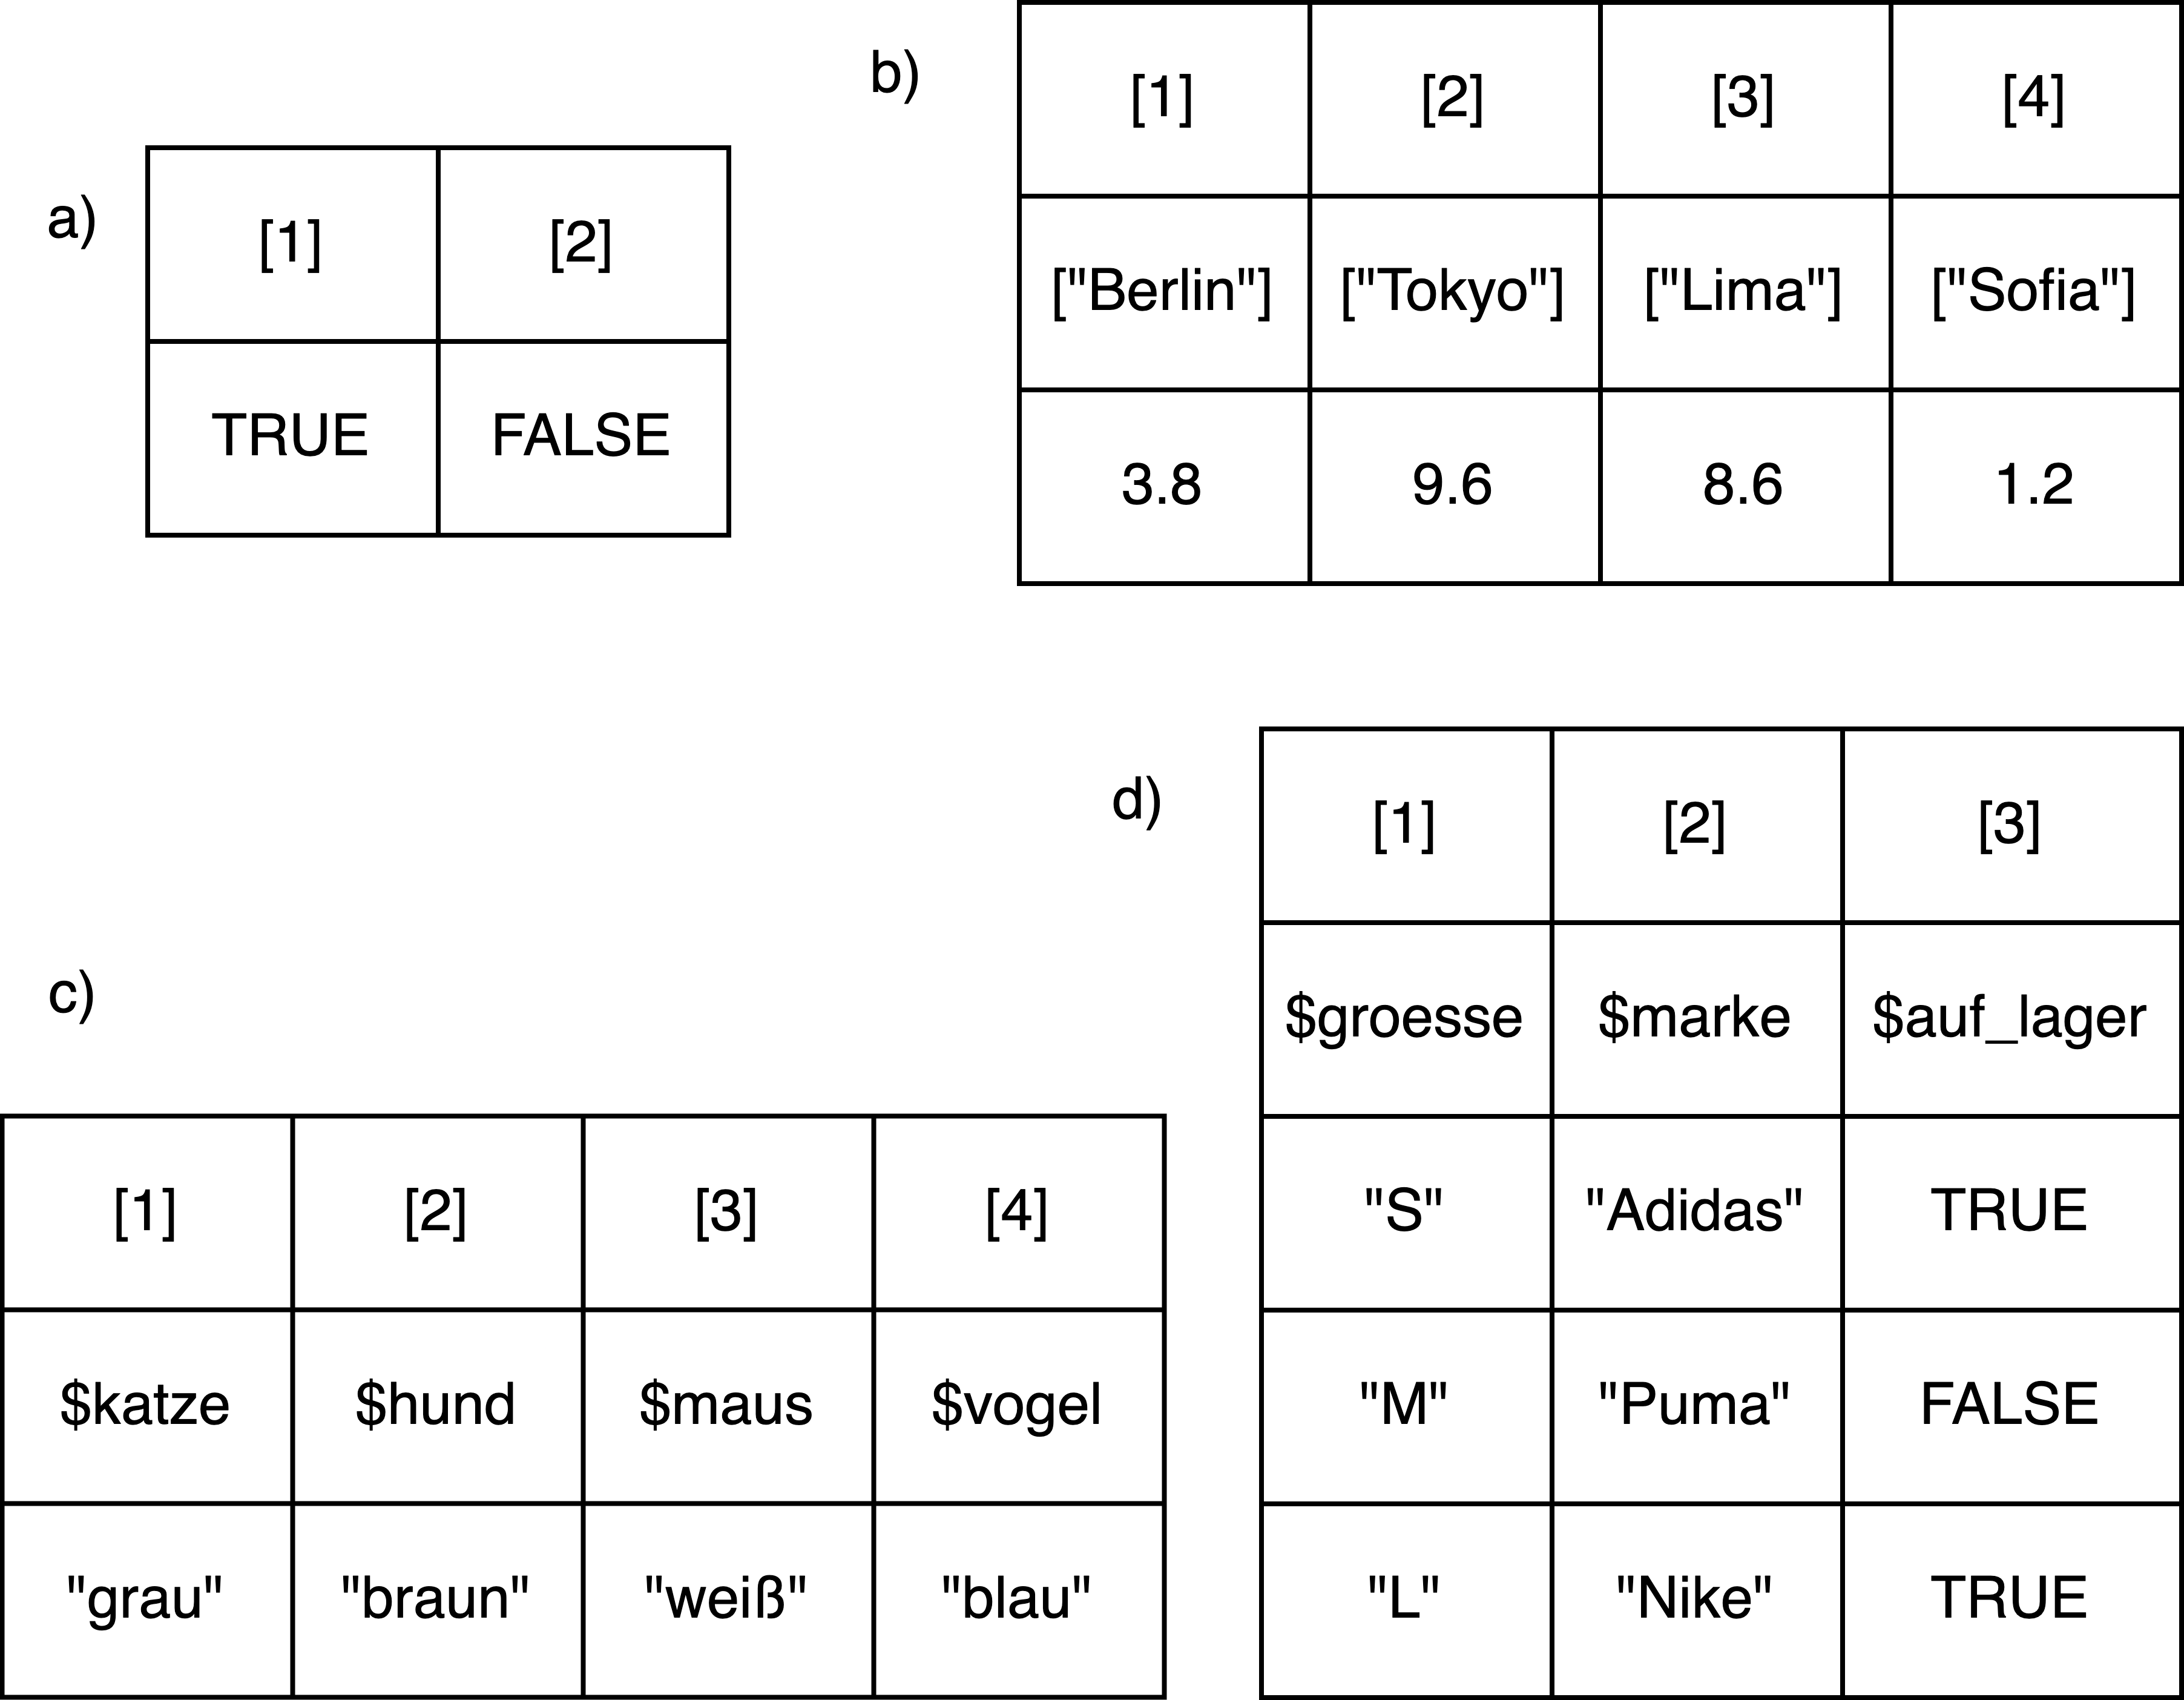 a)
[1] [2]
TRUE FALSE
b)
[1] [2] [3] [4]
["Berlin"] ["Tokyo"] ["Lima"] ["Sofia"]
3.8 9.6 8.6 1.2
c)
[1] [2] [3] [4]
$katze $hund $maus $vogel
"grau" "braun" "weiß" "blau"
d)
[1] [2] [3]
$groesse $marke $auf_lager
"S" "Adidas" TRUE
"M" "Puma" FALSE
"L" "Nike" TRUE